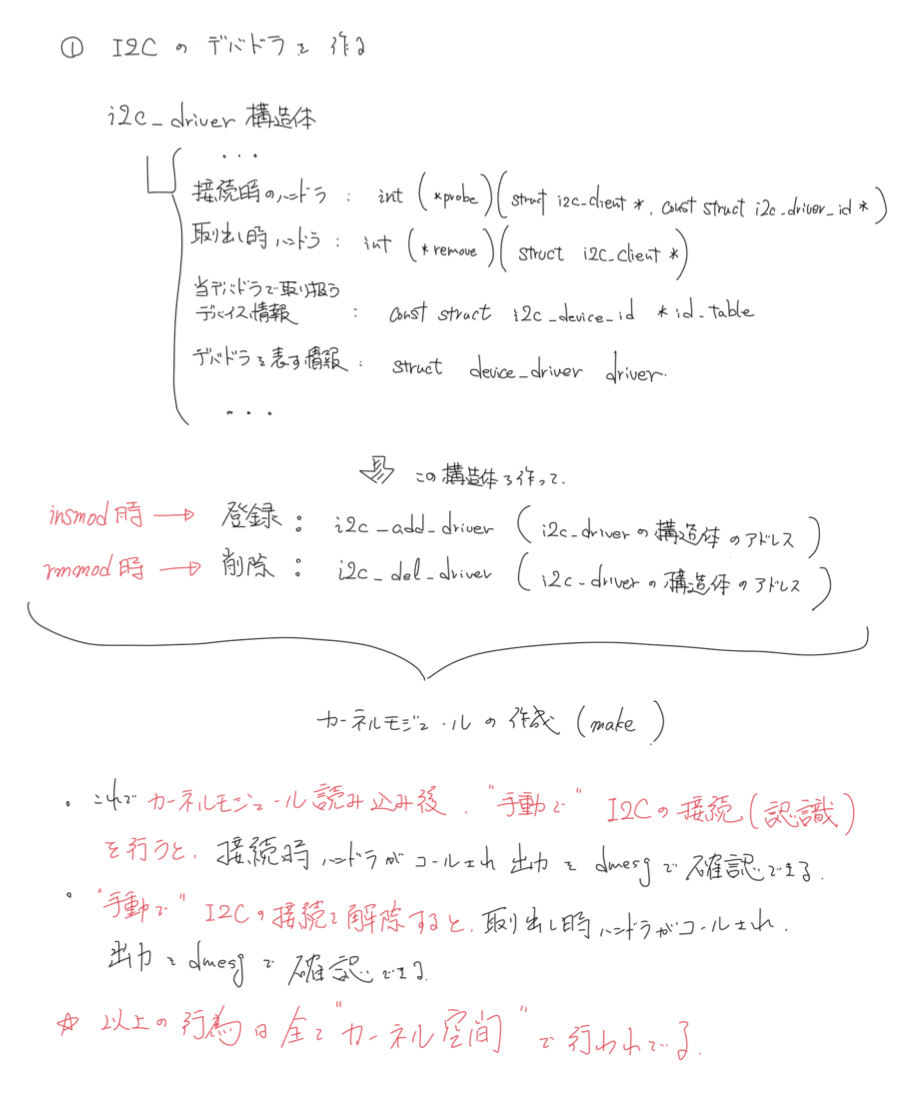 ① I2C の デバドラを 作る
i2c_driver 構造体
・・・
接続時のハンドラ : int (*probe)(struct i2c_client *, const struct i2c_driver_id *)
取り出し時ハンドラ : int (*remove)(struct i2c_client *)
当デバドラで取り扱う
デバイス情報 : const struct i2c_device_id *id_table
デバドラを表す情報 : struct device_driver driver.
・・・
この構造体を作って、
insmod時 → 登録 : i2c_add_driver (i2c_driverの構造体のアドレス)
rmmod時 → 削除 : i2c_del_driver (i2c_driverの構造体のアドレス)
カーネルモジュールの作成 (make)
・これでカーネルモジュール読み込み後、"手動で" I2Cの接続(認識)
を行うと、接続時ハンドラがコールされ出力をdmesgで確認できる.
・"手動で" I2Cの接続を解除すると、取り出し時ハンドラがコールされ、
出力をdmesgで確認できる.
☆ 以上の行為は全て"カーネル空間"で行われている.